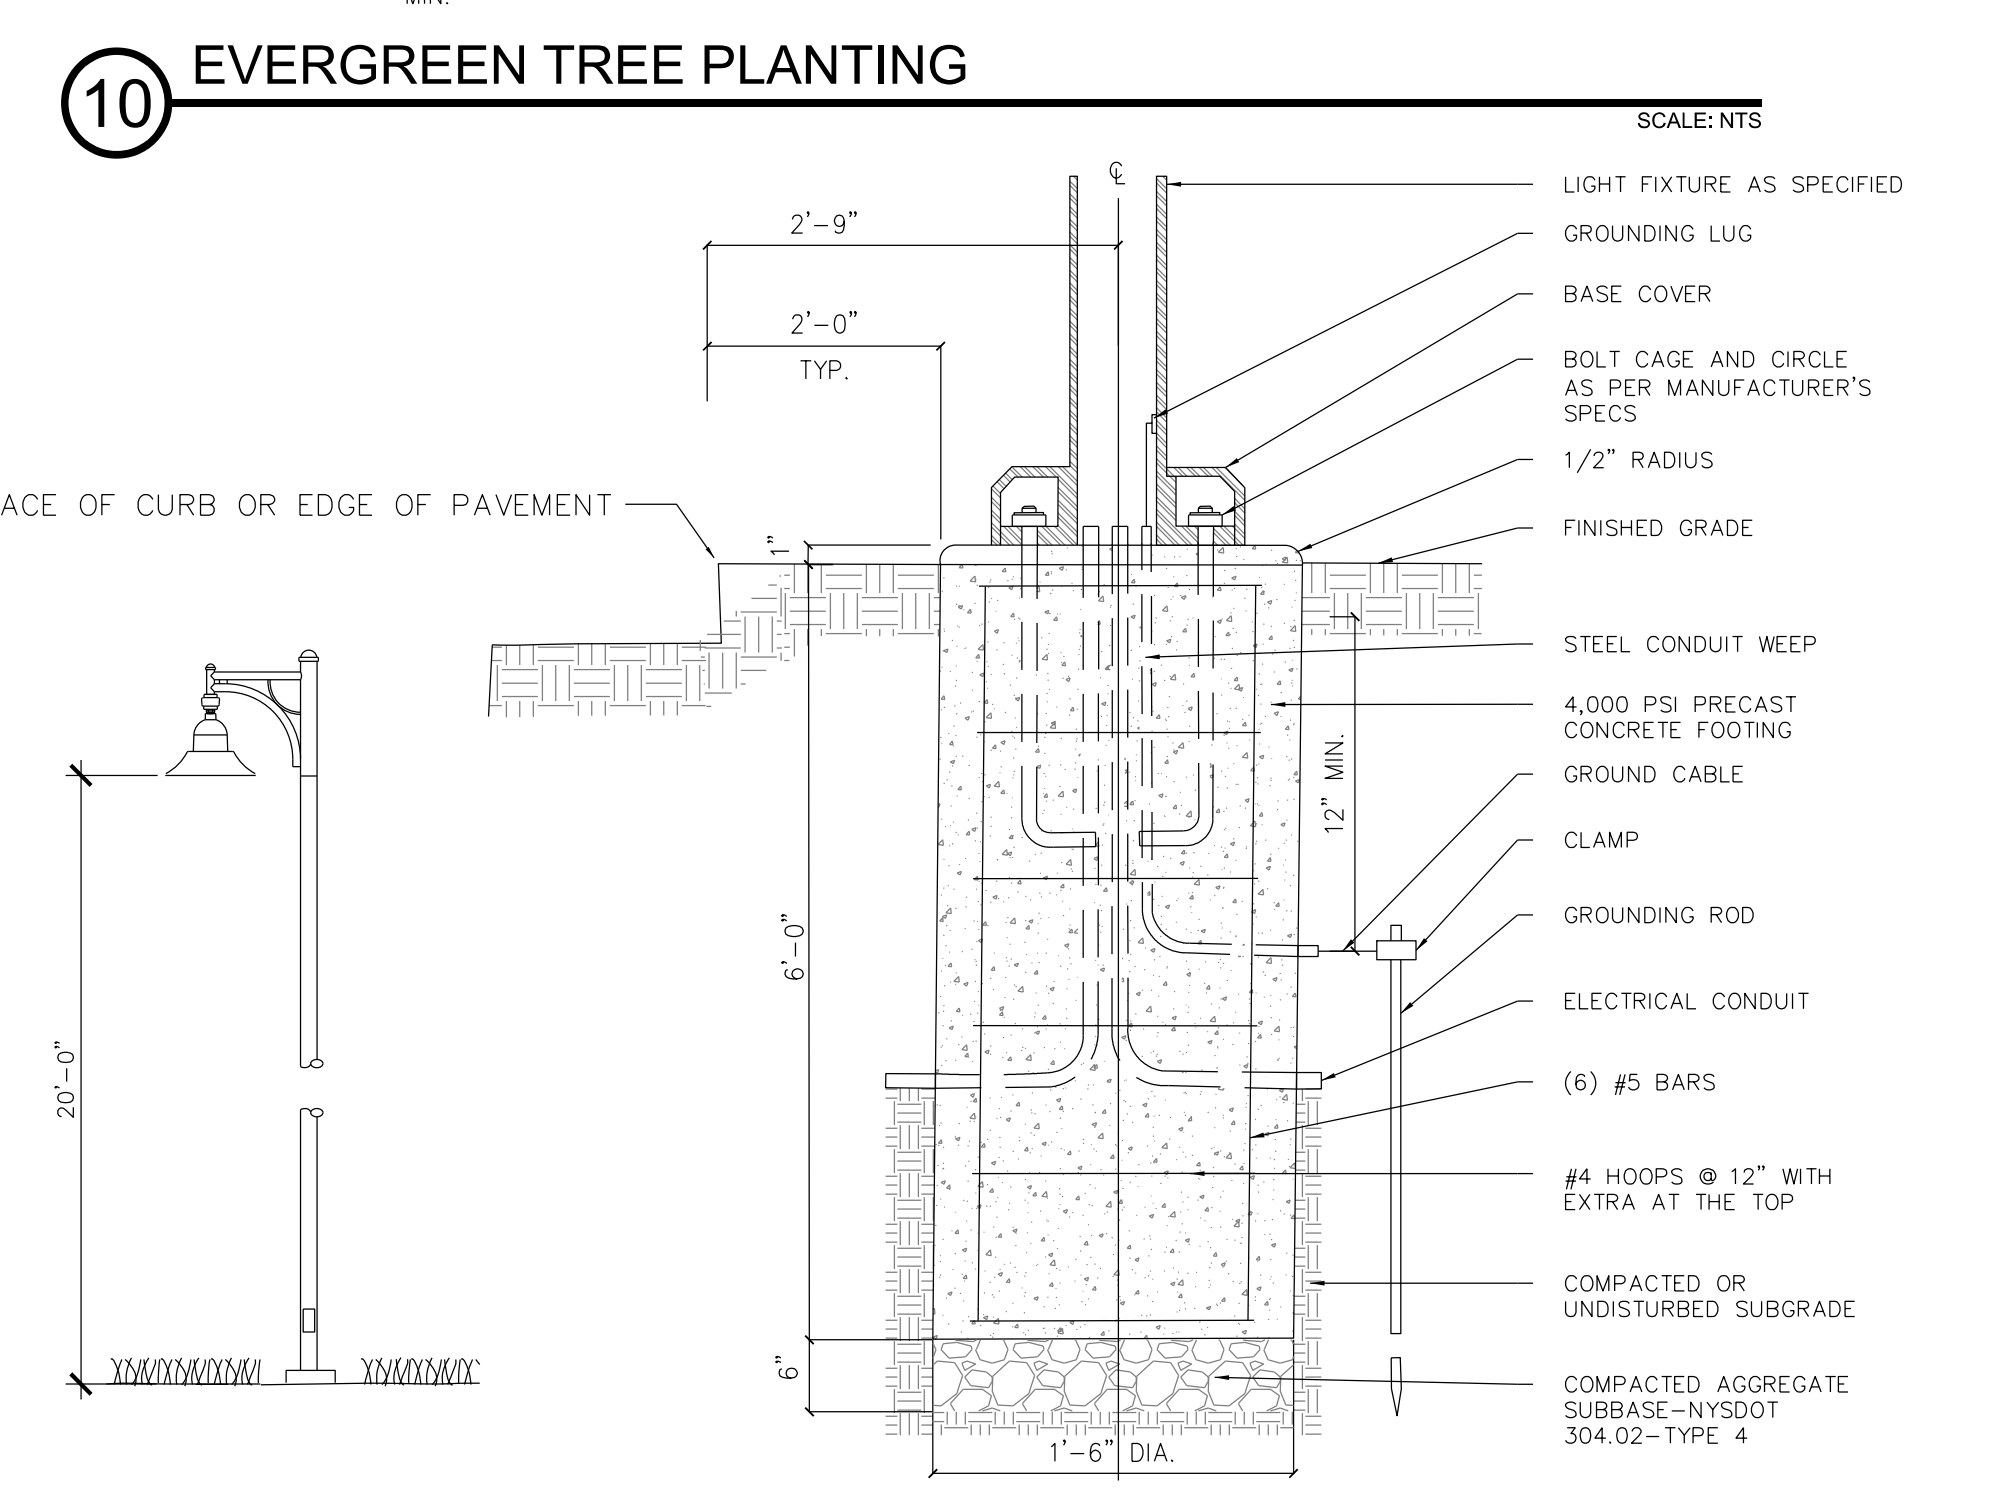 MIN.
10
EVERGREEN TREE PLANTING
SCALE: NTS
℄
LIGHT FIXTURE AS SPECIFIED
2'-9"
GROUNDING LUG
BASE COVER
2'-0"
TYP.
BOLT CAGE AND CIRCLE
AS PER MANUFACTURER'S
SPECS
1/2" RADIUS
ACE OF CURB OR EDGE OF PAVEMENT
FINISHED GRADE
1"
STEEL CONDUIT WEEP
4,000 PSI PRECAST
CONCRETE FOOTING
12" MIN.
GROUND CABLE
CLAMP
GROUNDING ROD
6'-0"
ELECTRICAL CONDUIT
20'-0"
(6) #5 BARS
#4 HOOPS @ 12" WITH
EXTRA AT THE TOP
COMPACTED OR
UNDISTURBED SUBGRADE
6"
COMPACTED AGGREGATE
SUBBASE-NYSDOT
304.02-TYPE 4
1'-6" DIA.